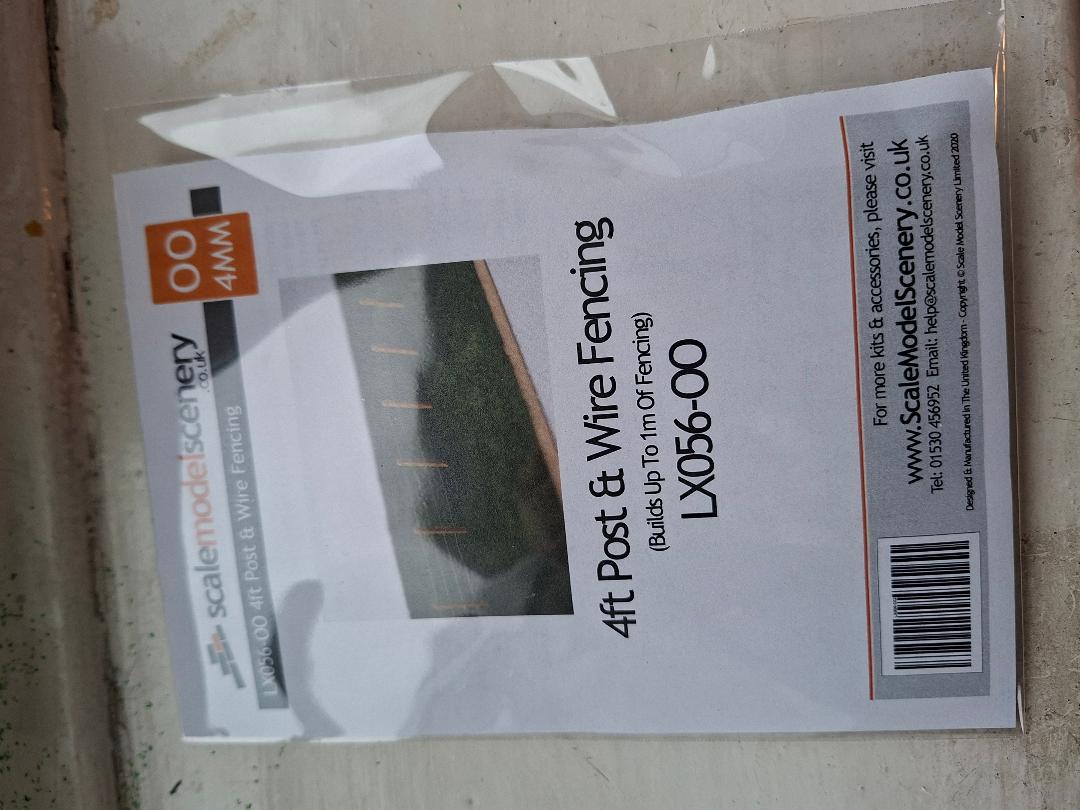 scalemodelscenery
.co.uk
OO
4MM
LX056-OO 4ft Post & Wire Fencing
4ft Post & Wire Fencing
(Builds Up To 1m Of Fencing)
LX056-OO
For more kits & accessories, please visit
www.ScaleModelScenery.co.uk
Tel: 01530 456952 Email: help@scalemodelscenery.co.uk
Designed & Manufactured In The United Kingdom - Copyright © Scale Model Scenery Limited 2020